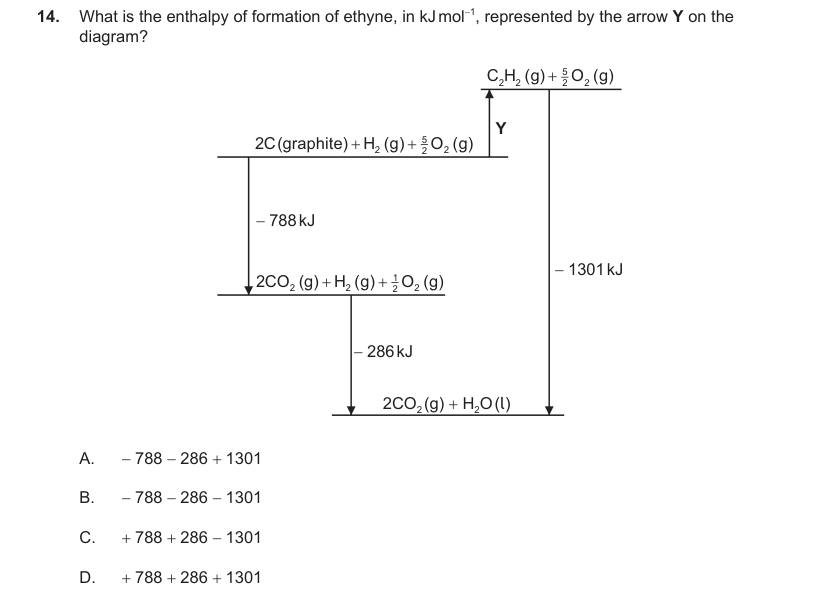 14. What is the enthalpy of formation of ethyne, in kJ mol⁻¹, represented by the arrow Y on the
diagram?
C₂H₂ (g) + 5/2 O₂ (g)
Y
2C (graphite) + H₂ (g) + 5/2 O₂ (g)
– 788 kJ
– 1301 kJ
2CO₂ (g) + H₂ (g) + 1/2 O₂ (g)
– 286 kJ
2CO₂ (g) + H₂O (l)
A. – 788 – 286 + 1301
B. – 788 – 286 – 1301
C. + 788 + 286 – 1301
D. + 788 + 286 + 1301